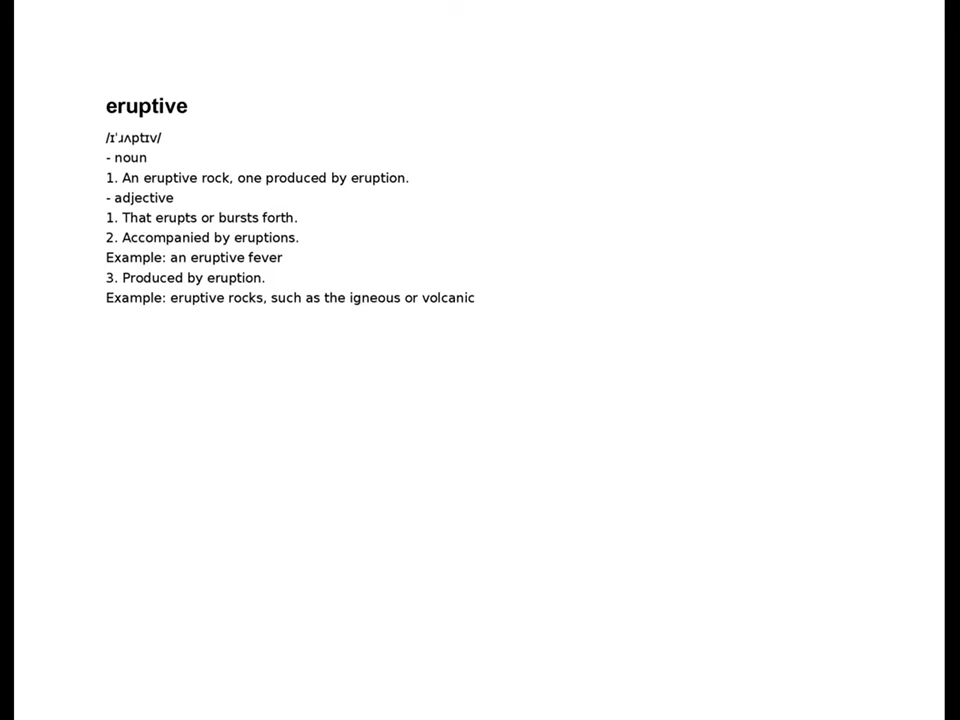 eruptive
/ɪˈɹʌptɪv/
- noun
1. An eruptive rock, one produced by eruption.
- adjective
1. That erupts or bursts forth.
2. Accompanied by eruptions.
Example: an eruptive fever
3. Produced by eruption.
Example: eruptive rocks, such as the igneous or volcanic